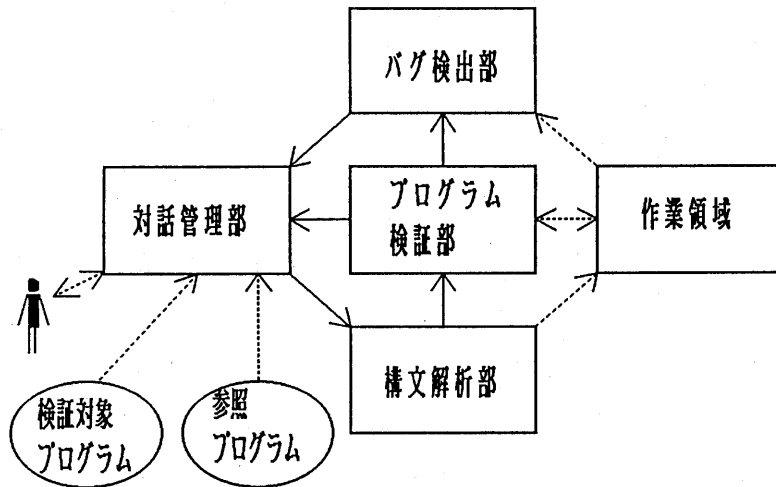 バグ検出部
対話管理部
プログラム
検証部
作業領域
構文解析部
検証対象
プログラム
参照
プログラム